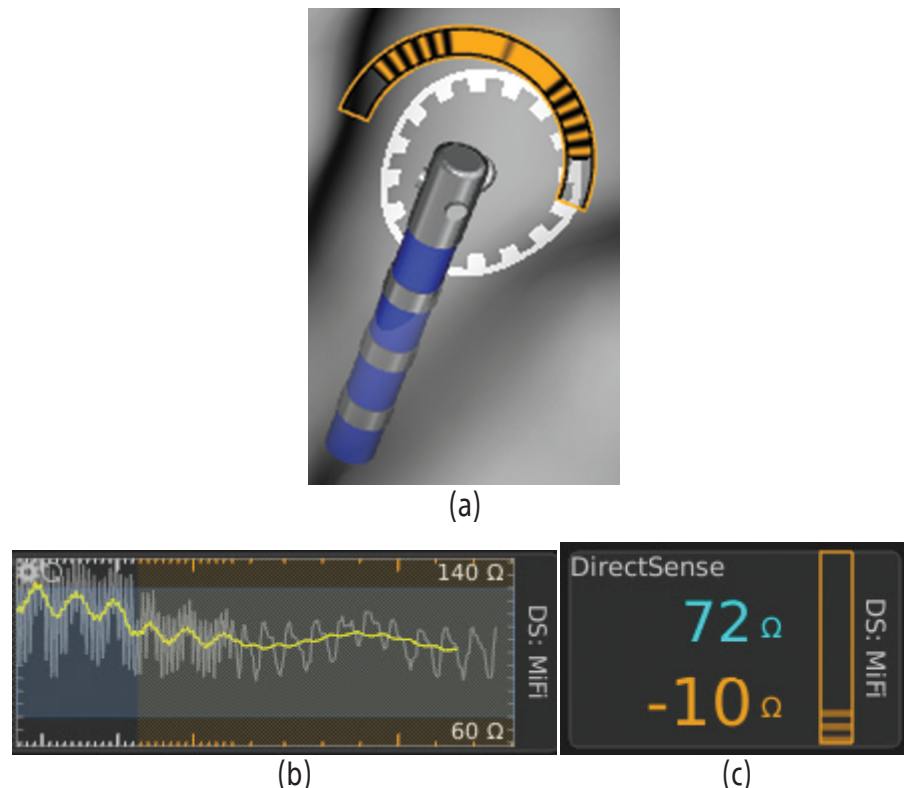 (a)
140 Ω
60 Ω
DS: MiFi
(b)
DirectSense
72 Ω
-10 Ω
DS: MiFi
(c)